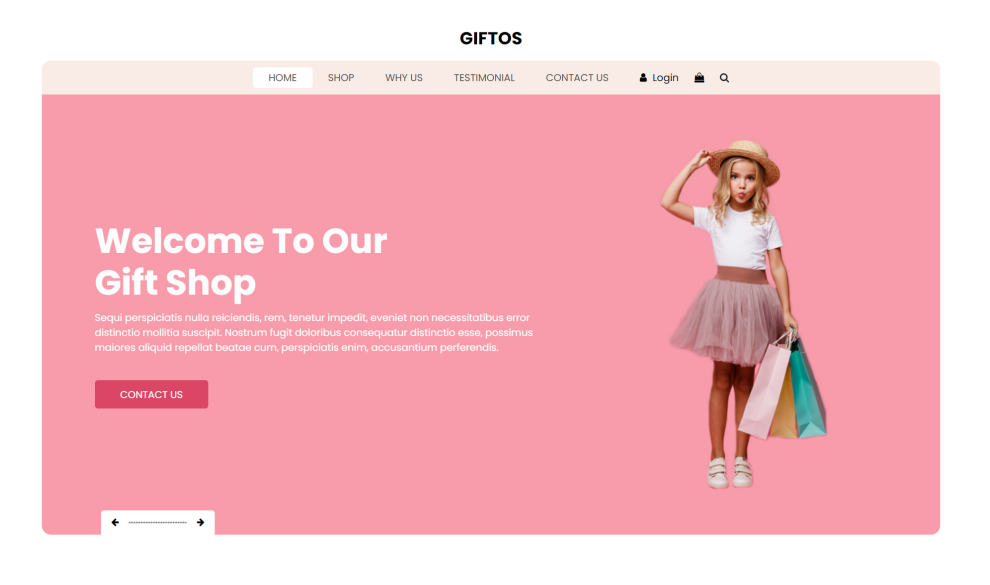 GIFTOS
HOME SHOP WHY US TESTIMONIAL CONTACT US Login
Welcome To Our
Gift Shop
Sequi perspiciatis nulla reiciendis, rem, tenetur impedit, eveniet non necessitatibus error
distinctio mollitia suscipit. Nostrum fugit doloribus consequatur distinctio esse, possimus
maiores aliquid repellat beatae cum, perspiciatis enim, accusantium perferendis.
CONTACT US